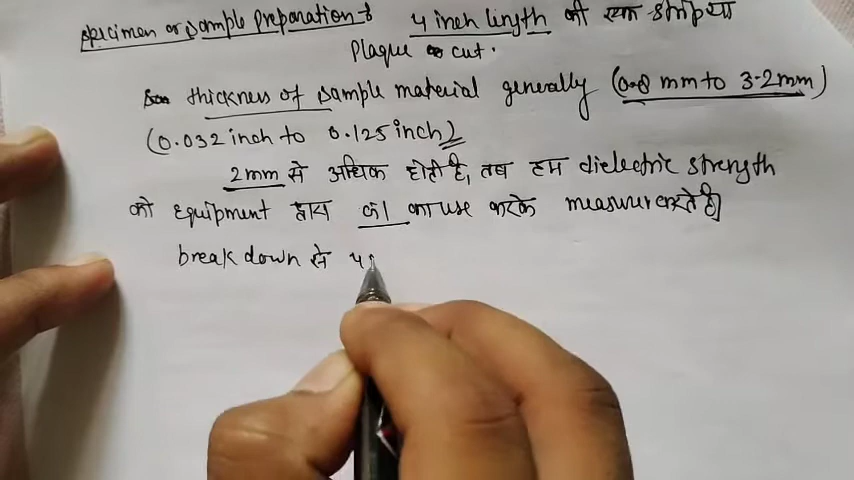 specimen or sample preparation :- 4 inch length की एक strip या
Plaque cut.
thickness of sample material generally (0.8 mm to 3.2mm)
(0.032 inch to 0.125 inch)
2mm से अधिक होती है, तब हम dielectric strength
को equipment द्वारा का use करके measure करते है
break down से